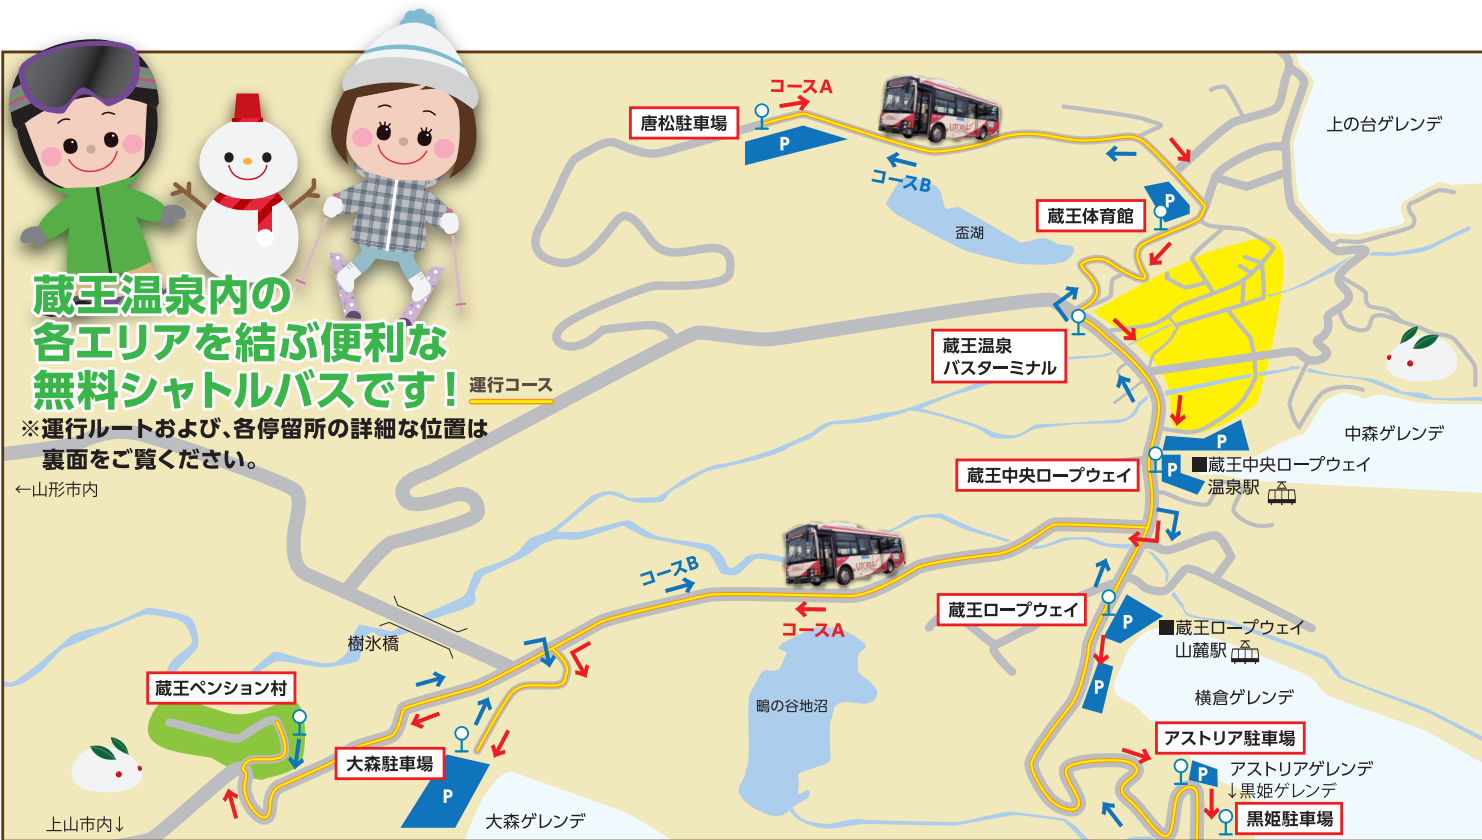 蔵王温泉内の
各エリアを結ぶ便利な
無料シャトルバスです！
運行コース
※運行ルートおよび、各停留所の詳細な位置は
裏面をご覧ください。
←山形市内
コースA
唐松駐車場
P
コースB
上の台ゲレンデ
蔵王体育館
P
盃湖
蔵王温泉
バスターミナル
中森ゲレンデ
P
蔵王中央ロープウェイ
P
■蔵王中央ロープウェイ
温泉駅
コースB
コースA
蔵王ロープウェイ
P
■蔵王ロープウェイ
山麓駅
P
横倉ゲレンデ
樹氷橋
蔵王ペンション村
鴫の谷地沼
大森駐車場
P
大森ゲレンデ
上山市内↓
アストリア駐車場
P
アストリアゲレンデ
↓黒姫ゲレンデ
黒姫駐車場